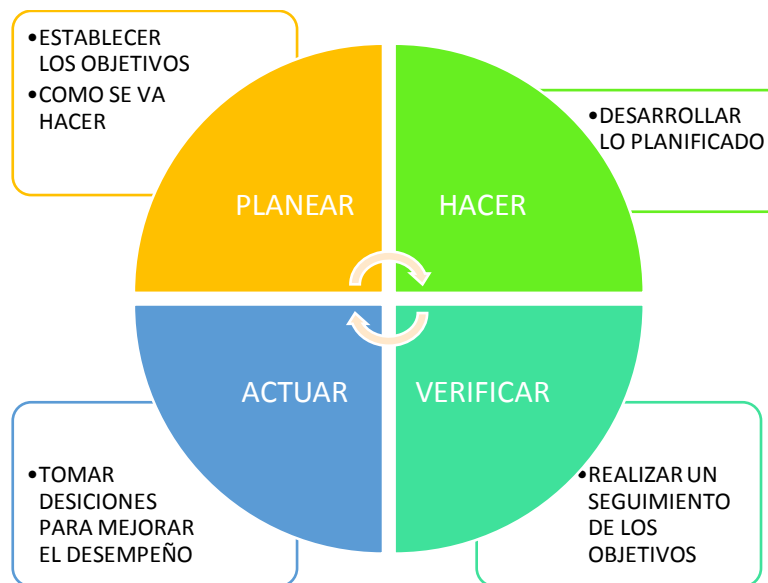 •ESTABLECER
LOS OBJETIVOS
•COMO SE VA
HACER
•DESARROLLAR
LO PLANIFICADO
PLANEAR
HACER
ACTUAR
VERIFICAR
•TOMAR
DESICIONES
PARA MEJORAR
EL DESEMPEÑO
•REALIZAR UN
SEGUIMIENTO
DE LOS
OBJETIVOS